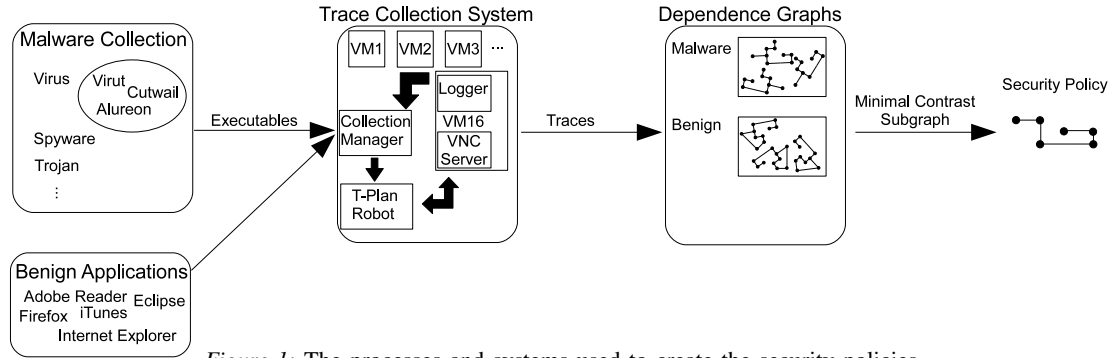 Malware Collection
Virus
Virut
Cutwail
Alureon
Spyware
Trojan
⋮
Benign Applications
Adobe Reader
Eclipse
Firefox
iTunes
Internet Explorer
Executables
Trace Collection System
VM1
VM2
VM3
...
Logger
VM16
VNC
Server
Collection
Manager
T-Plan
Robot
Traces
Dependence Graphs
Malware
Benign
Minimal Contrast
Subgraph
Security Policy
Figure 1: The processes and systems used to create the security policies